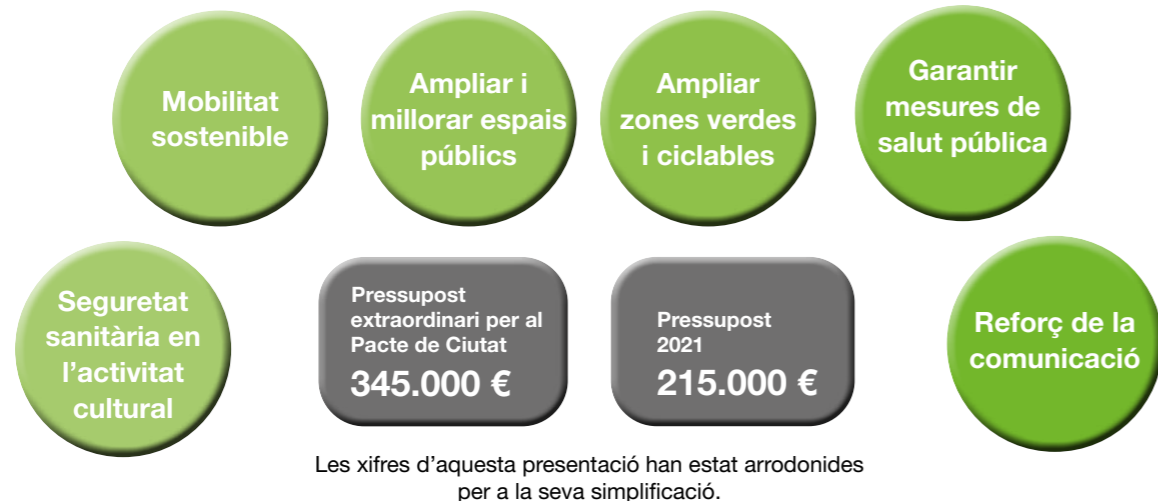 Mobilitat
sostenible
Ampliar i
millorar espais
públics
Ampliar
zones verdes
i ciclables
Garantir
mesures de
salut pública
Seguretat
sanitària en
l’activitat
cultural
Pressupost
extraordinari per al
Pacte de Ciutat
345.000 €
Pressupost
2021
215.000 €
Reforç de la
comunicació
Les xifres d’aquesta presentació han estat arrodonides
per a la seva simplificació.